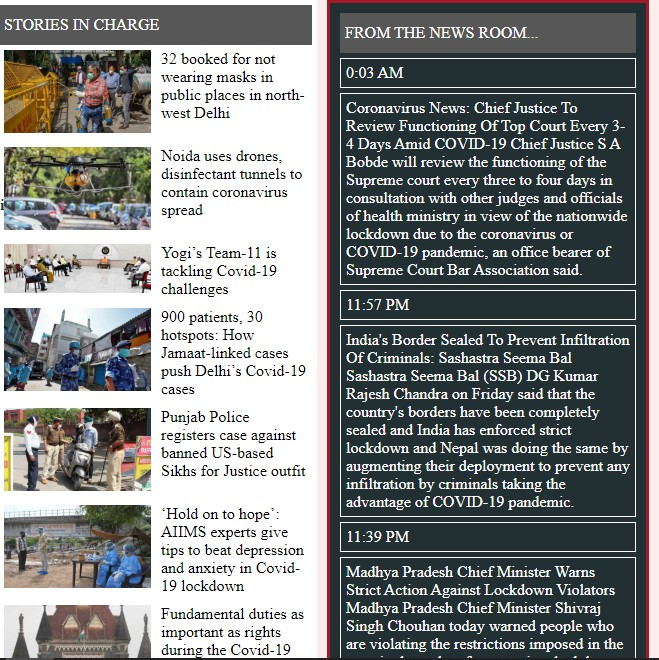 STORIES IN CHARGE
32 booked for not
wearing masks in
public places in north-
west Delhi
Noida uses drones,
disinfectant tunnels to
contain coronavirus
spread
i
Yogi’s Team-11 is
tackling Covid-19
challenges
900 patients, 30
hotspots: How
Jamaat-linked cases
push Delhi’s Covid-19
cases
Punjab Police
registers case against
banned US-based
Sikhs for Justice outfit
‘Hold on to hope’:
AIIMS experts give
tips to beat depression
and anxiety in Covid-
19 lockdown
Fundamental duties as
important as rights
during the Covid-19
FROM THE NEWS ROOM...
0:03 AM
Coronavirus News: Chief Justice To
Review Functioning Of Top Court Every 3-
4 Days Amid COVID-19 Chief Justice S A
Bobde will review the functioning of the
Supreme court every three to four days in
consultation with other judges and officials
of health ministry in view of the nationwide
lockdown due to the coronavirus or
COVID-19 pandemic, an office bearer of
Supreme Court Bar Association said.
11:57 PM
India's Border Sealed To Prevent Infiltration
Of Criminals: Sashastra Seema Bal
Sashastra Seema Bal (SSB) DG Kumar
Rajesh Chandra on Friday said that the
country's borders have been completely
sealed and India has enforced strict
lockdown and Nepal was doing the same by
augmenting their deployment to prevent any
infiltration by criminals taking the
advantage of COVID-19 pandemic.
11:39 PM
Madhya Pradesh Chief Minister Warns
Strict Action Against Lockdown Violators
Madhya Pradesh Chief Minister Shivraj
Singh Chouhan today warned people who
are violating the restrictions imposed in the